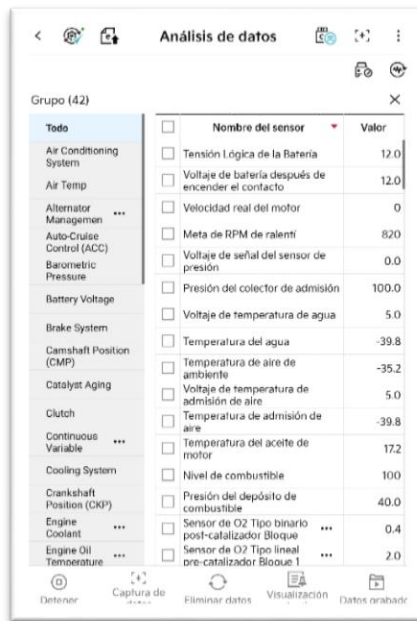 Análisis de datos
Grupo (42)
Todo
Air Conditioning
System
Air Temp
Alternator
Managemen ...
Auto-Cruise
Control (ACC)
Barometric
Pressure
Battery Voltage
Brake System
Camshaft Position
(CMP)
Catalyst Aging
Clutch
Continuous
Variable ...
Cooling System
Crankshaft
Position (CKP)
Engine
Coolant ...
Engine Oil
Temperature ...
Nombre del sensor Valor
Tensión Lógica de la Batería 12.0
Voltaje de batería después de
encender el contacto 12.0
Velocidad real del motor 0
Meta de RPM de ralentí 820
Voltaje de señal del sensor de
presión 0.0
Presión del colector de admisión 100.0
Voltaje de temperatura de agua 5.0
Temperatura del agua -39.8
Temperatura de aire de
ambiente -35.2
Voltaje de temperatura de
admisión de aire 5.0
Temperatura de admisión de
aire -39.8
Temperatura del aceite de
motor 17.2
Nivel de combustible 100
Presión del depósito de
combustible 40.0
Sensor de O2 Tipo binario
post-catalizador Bloque ... 0.4
Sensor de O2 Tipo lineal
pre-catalizador Bloque 1 ... 2.0
Detener
Captura de
datos
Eliminar datos
Visualización
Datos grabado